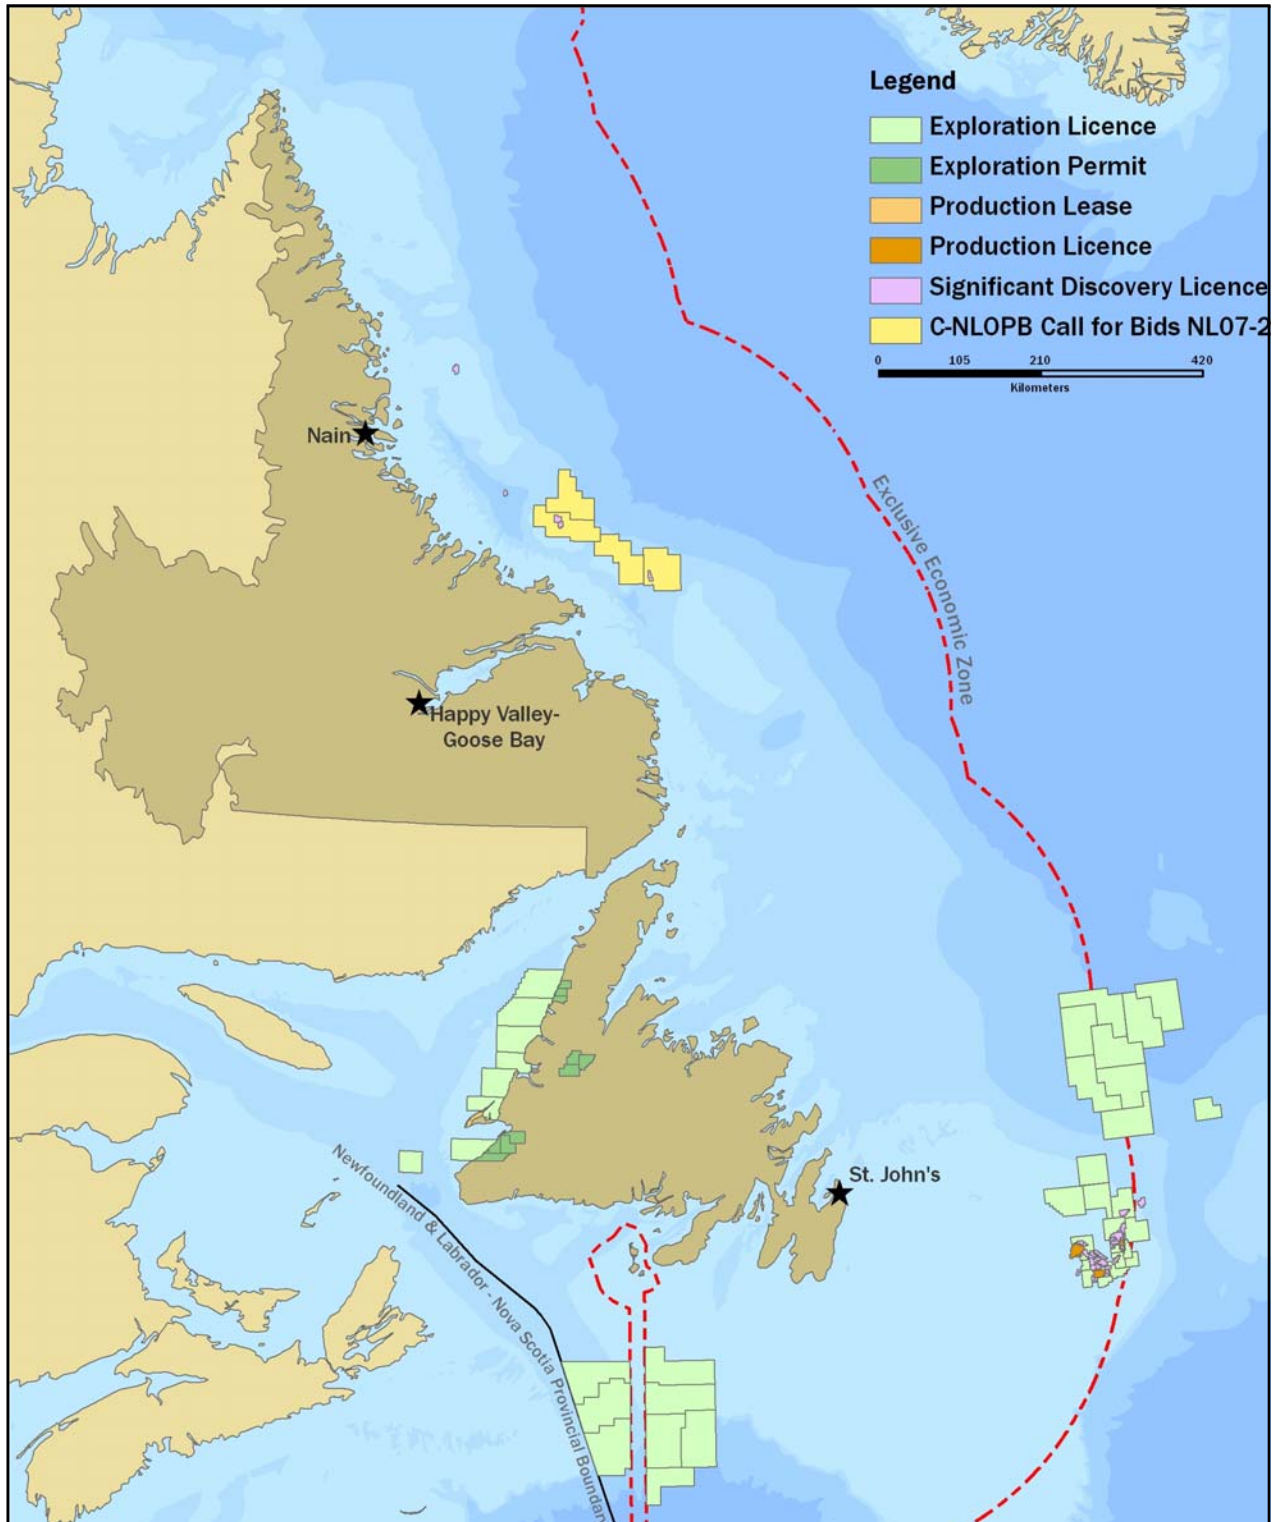 Legend
Exploration Licence
Exploration Permit
Production Lease
Production Licence
Significant Discovery Licence
C-NLOPB Call for Bids NL07-2
0 105 210 420
Kilometers
Nain
Exclusive Economic Zone
Happy Valley-
Goose Bay
St. John's
Newfoundland & Labrador - Nova Scotia Provincial Boundar